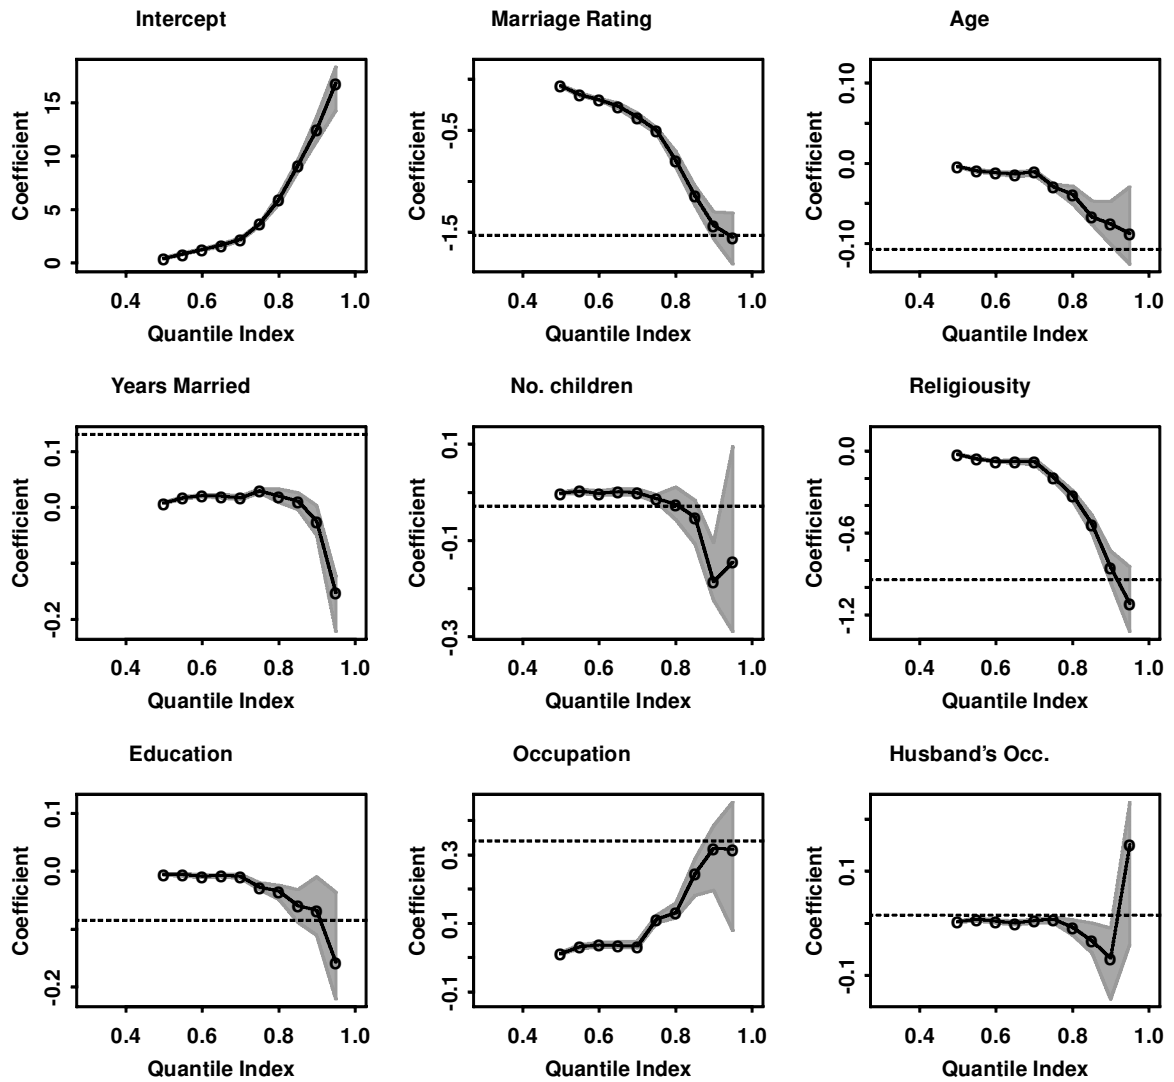 Intercept Marriage Rating Age
Coefficient 0 5 10 15
Coefficient -1.5 -0.5
Coefficient -0.10 0.0 0.10
0.4 0.6 0.8 1.0 0.4 0.6 0.8 1.0 0.4 0.6 0.8 1.0
Quantile Index Quantile Index Quantile Index
Years Married No. children Religiousity
Coefficient -0.2 0.0 0.1
Coefficient -0.3 -0.1 0.1
Coefficient -1.2 -0.6 0.0
0.4 0.6 0.8 1.0 0.4 0.6 0.8 1.0 0.4 0.6 0.8 1.0
Quantile Index Quantile Index Quantile Index
Education Occupation Husband's Occ.
Coefficient -0.2 0.0 0.1
Coefficient -0.1 0.1 0.3
Coefficient -0.1 0.1
0.4 0.6 0.8 1.0 0.4 0.6 0.8 1.0 0.4 0.6 0.8 1.0
Quantile Index Quantile Index Quantile Index